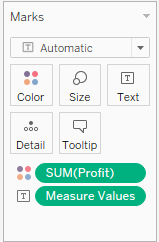 Marks
T Automatic
Color Size Text
Detail Tooltip
SUM(Profit)
T Measure Values